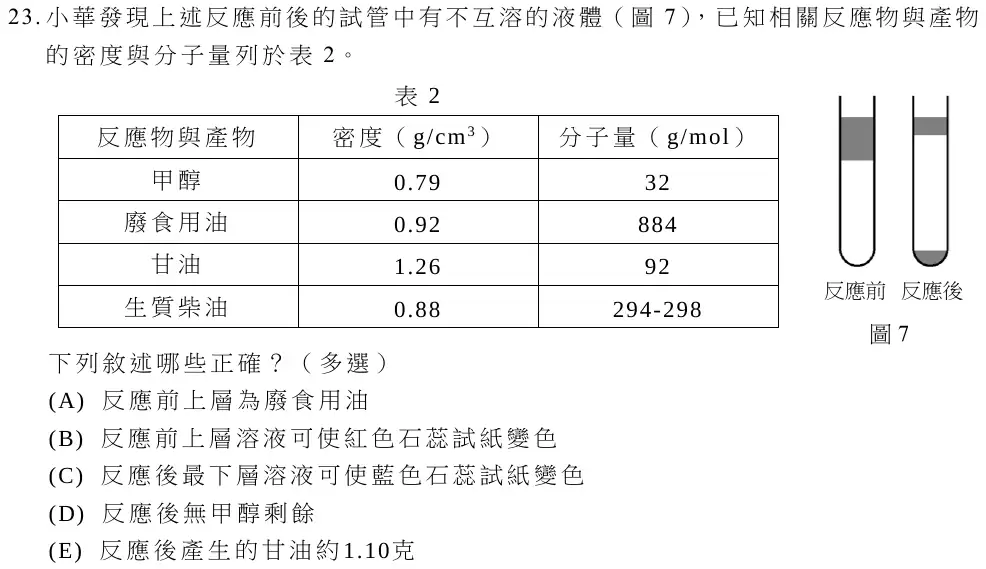 23.小華發現上述反應前後的試管中有不互溶的液體（圖 7），已知相關反應物與產物
的密度與分子量列於表 2。
表 2
反應物與產物 密度（g/cm³） 分子量（g/mol）
甲醇 0.79 32
廢食用油 0.92 884
甘油 1.26 92
生質柴油 0.88 294-298
反應前 反應後
圖 7
下列敘述哪些正確？（多選）
(A) 反應前上層為廢食用油
(B) 反應前上層溶液可使紅色石蕊試紙變色
(C) 反應後最下層溶液可使藍色石蕊試紙變色
(D) 反應後無甲醇剩餘
(E) 反應後產生的甘油約1.10克